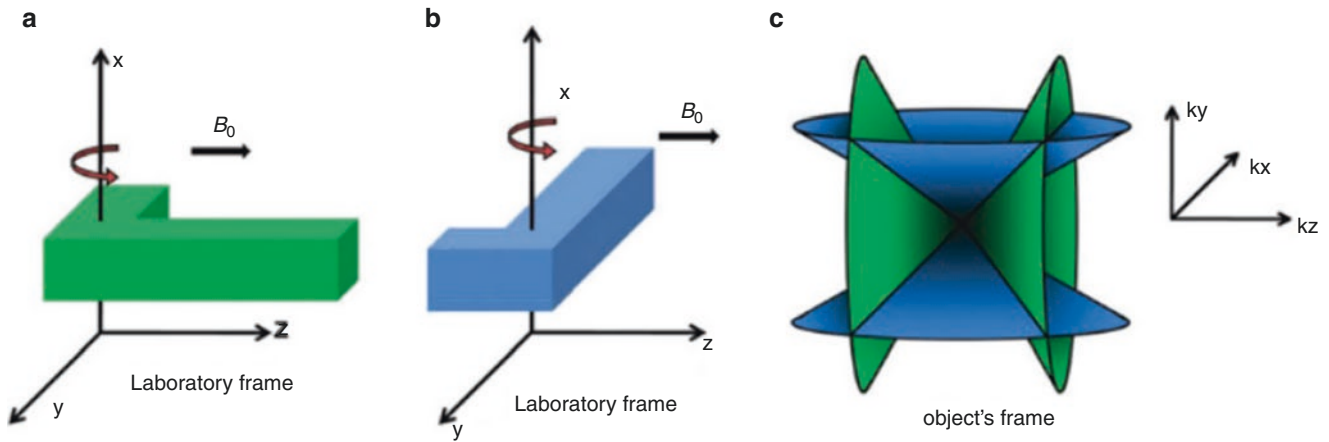 a
x
B0
z
Laboratory frame
y
b
x
B0
z
Laboratory frame
y
c
ky
kx
kz
object's frame